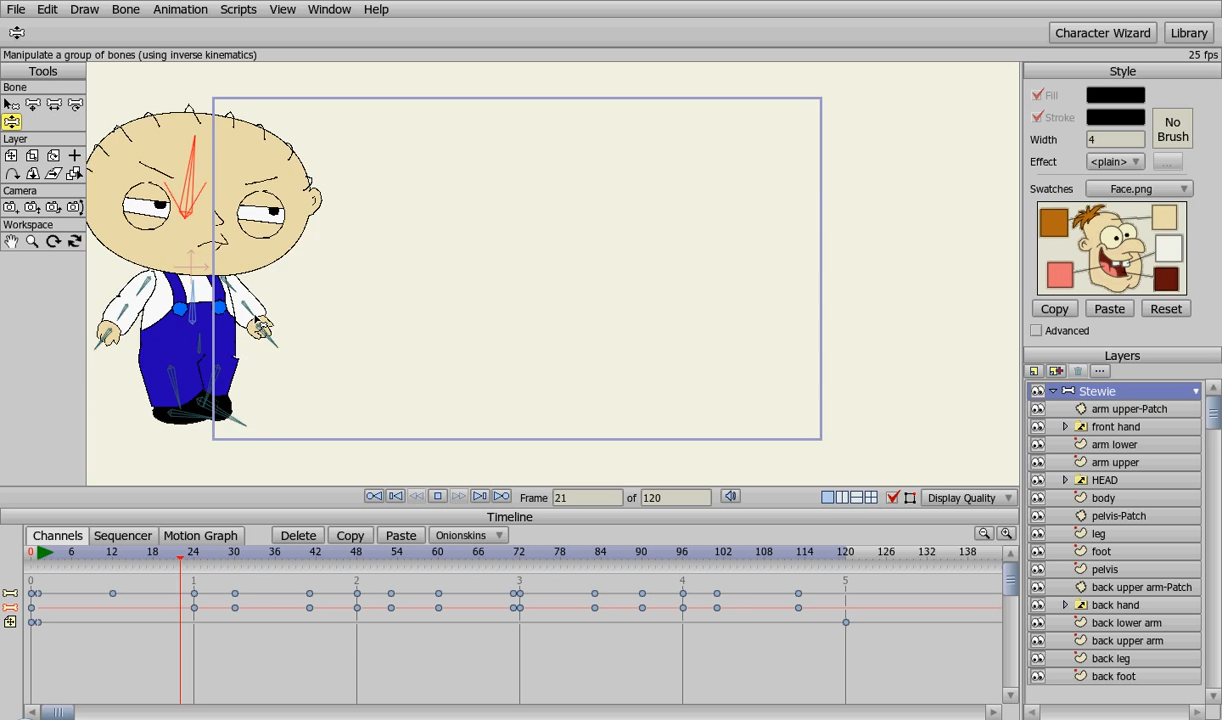 File Edit Draw Bone Animation Scripts View Window Help
Character Wizard Library
Manipulate a group of bones (using inverse kinematics) 25 fps
Tools
Bone
Layer
Camera
Workspace
Style
Fill
Stroke
No Brush
Width 4
Effect <plain> ...
Swatches Face.png
Copy Paste Reset
Advanced
Layers
...
Stewie
arm upper-Patch
front hand
arm lower
arm upper
HEAD
body
pelvis-Patch
leg
foot
pelvis
back upper arm-Patch
back hand
back lower arm
back upper arm
back leg
back foot
Frame 21 of 120 Display Quality
Timeline
Channels Sequencer Motion Graph Delete Copy Paste Onionskins
0 6 12 18 24 30 36 42 48 54 60 66 72 78 84 90 96 102 108 114 120 126 132 138
0 1 2 3 4 5